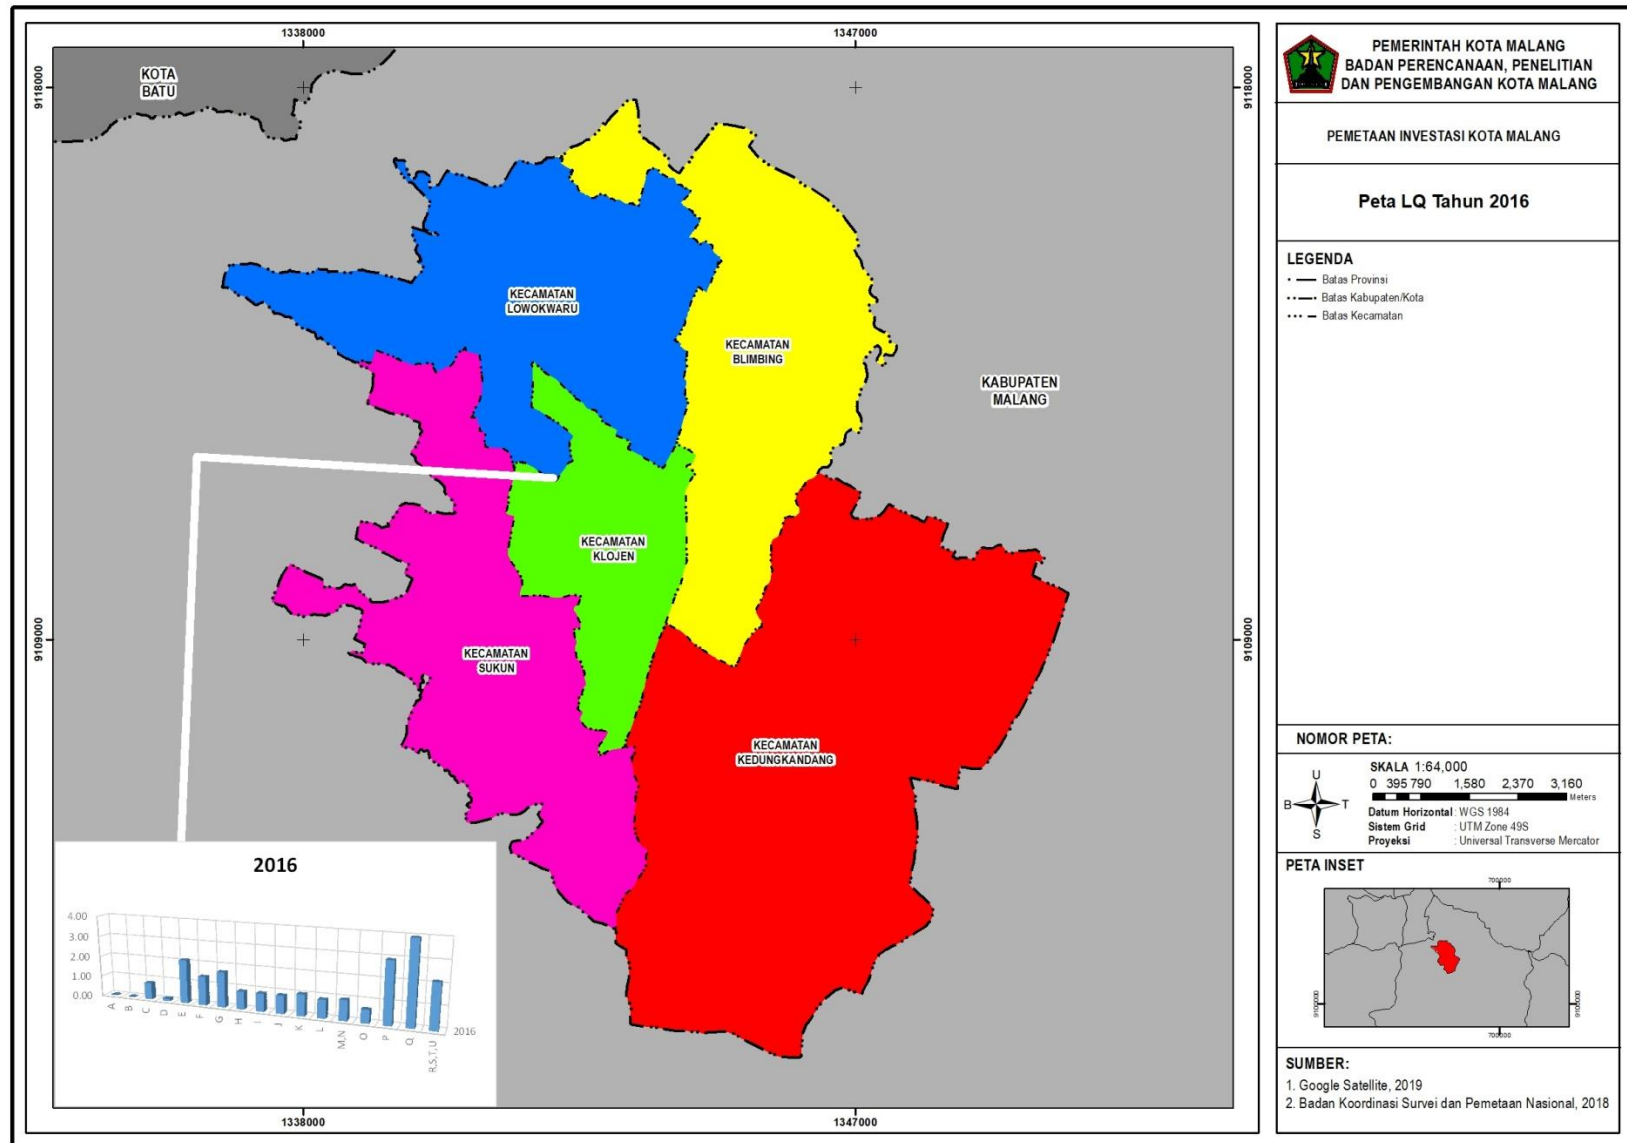 1338000
1347000
9118000
9118000
9109000
9109000
KOTA
BATU
KECAMATAN
LOWOKWARU
KECAMATAN
BLIMBING
KABUPATEN
MALANG
KECAMATAN
KLOJEN
KECAMATAN
SUKUN
KECAMATAN
KEDUNGKANDANG
2016
4.00
3.00
2.00
1.00
0.00
A
B
C
D
E
F
G
H
I
J
K
L
M,N
O
P
Q
R,S,T,U
2016
1338000
1347000
PEMERINTAH KOTA MALANG
BADAN PERENCANAAN, PENELITIAN
DAN PENGEMBANGAN KOTA MALANG
PEMETAAN INVESTASI KOTA MALANG
Peta LQ Tahun 2016
LEGENDA
Batas Provinsi
Batas Kabupaten/Kota
Batas Kecamatan
NOMOR PETA:
U
B T
S
SKALA 1:64,000
0 395 790 1,580 2,370 3,160
Meters
Datum Horizontal : WGS 1984
Sistem Grid : UTM Zone 49S
Proyeksi : Universal Transverse Mercator
PETA INSET
700000
9100000
9100000
700000
SUMBER:
1. Google Satellite, 2019
2. Badan Koordinasi Survei dan Pemetaan Nasional, 2018